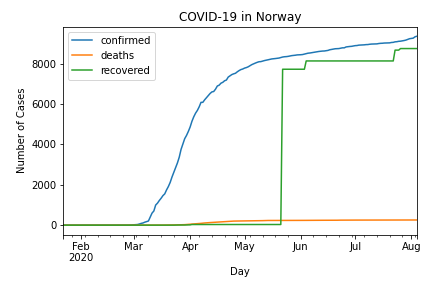 COVID-19 in Norway
confirmed
deaths
recovered
Number of Cases
8000
6000
4000
2000
0
Feb
2020
Mar
Apr
May
Jun
Jul
Aug
Day